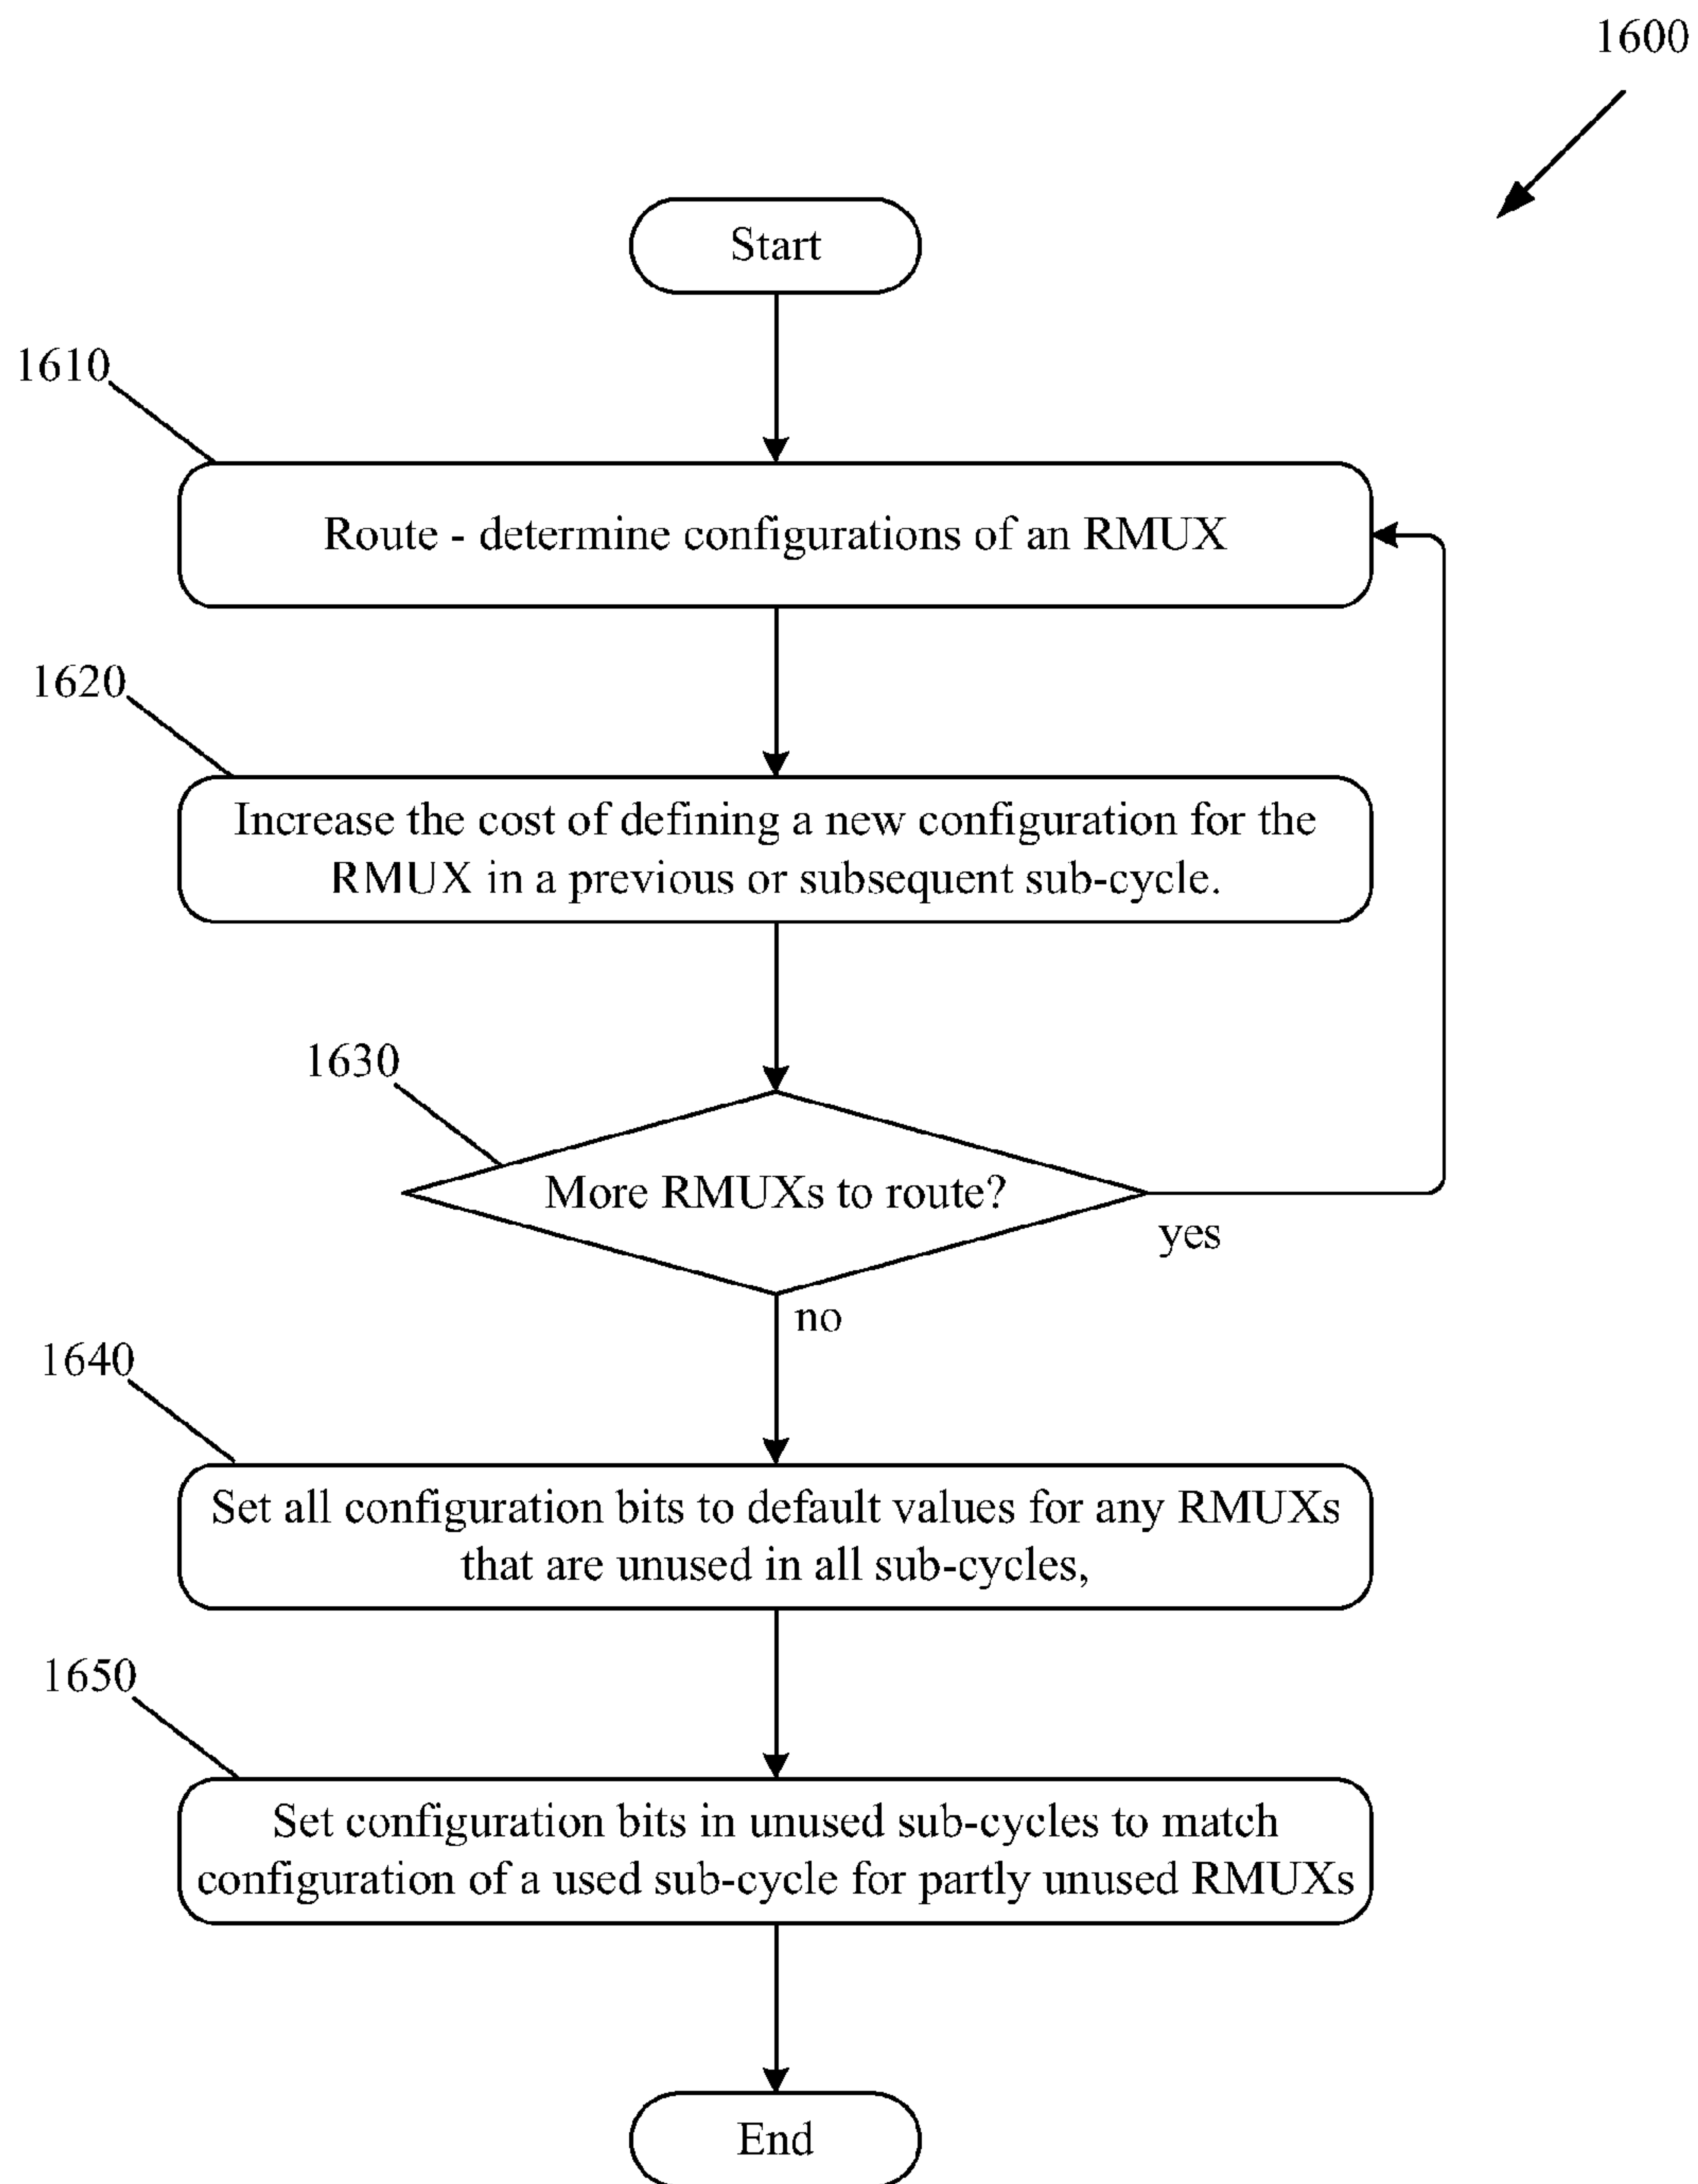 1600
Start
1610
Route - determine configurations of an RMUX
1620
Increase the cost of defining a new configuration for the
RMUX in a previous or subsequent sub-cycle.
1630
More RMUXs to route?
yes
no
1640
Set all configuration bits to default values for any RMUXs
that are unused in all sub-cycles,
1650
Set configuration bits in unused sub-cycles to match
configuration of a used sub-cycle for partly unused RMUXs
End